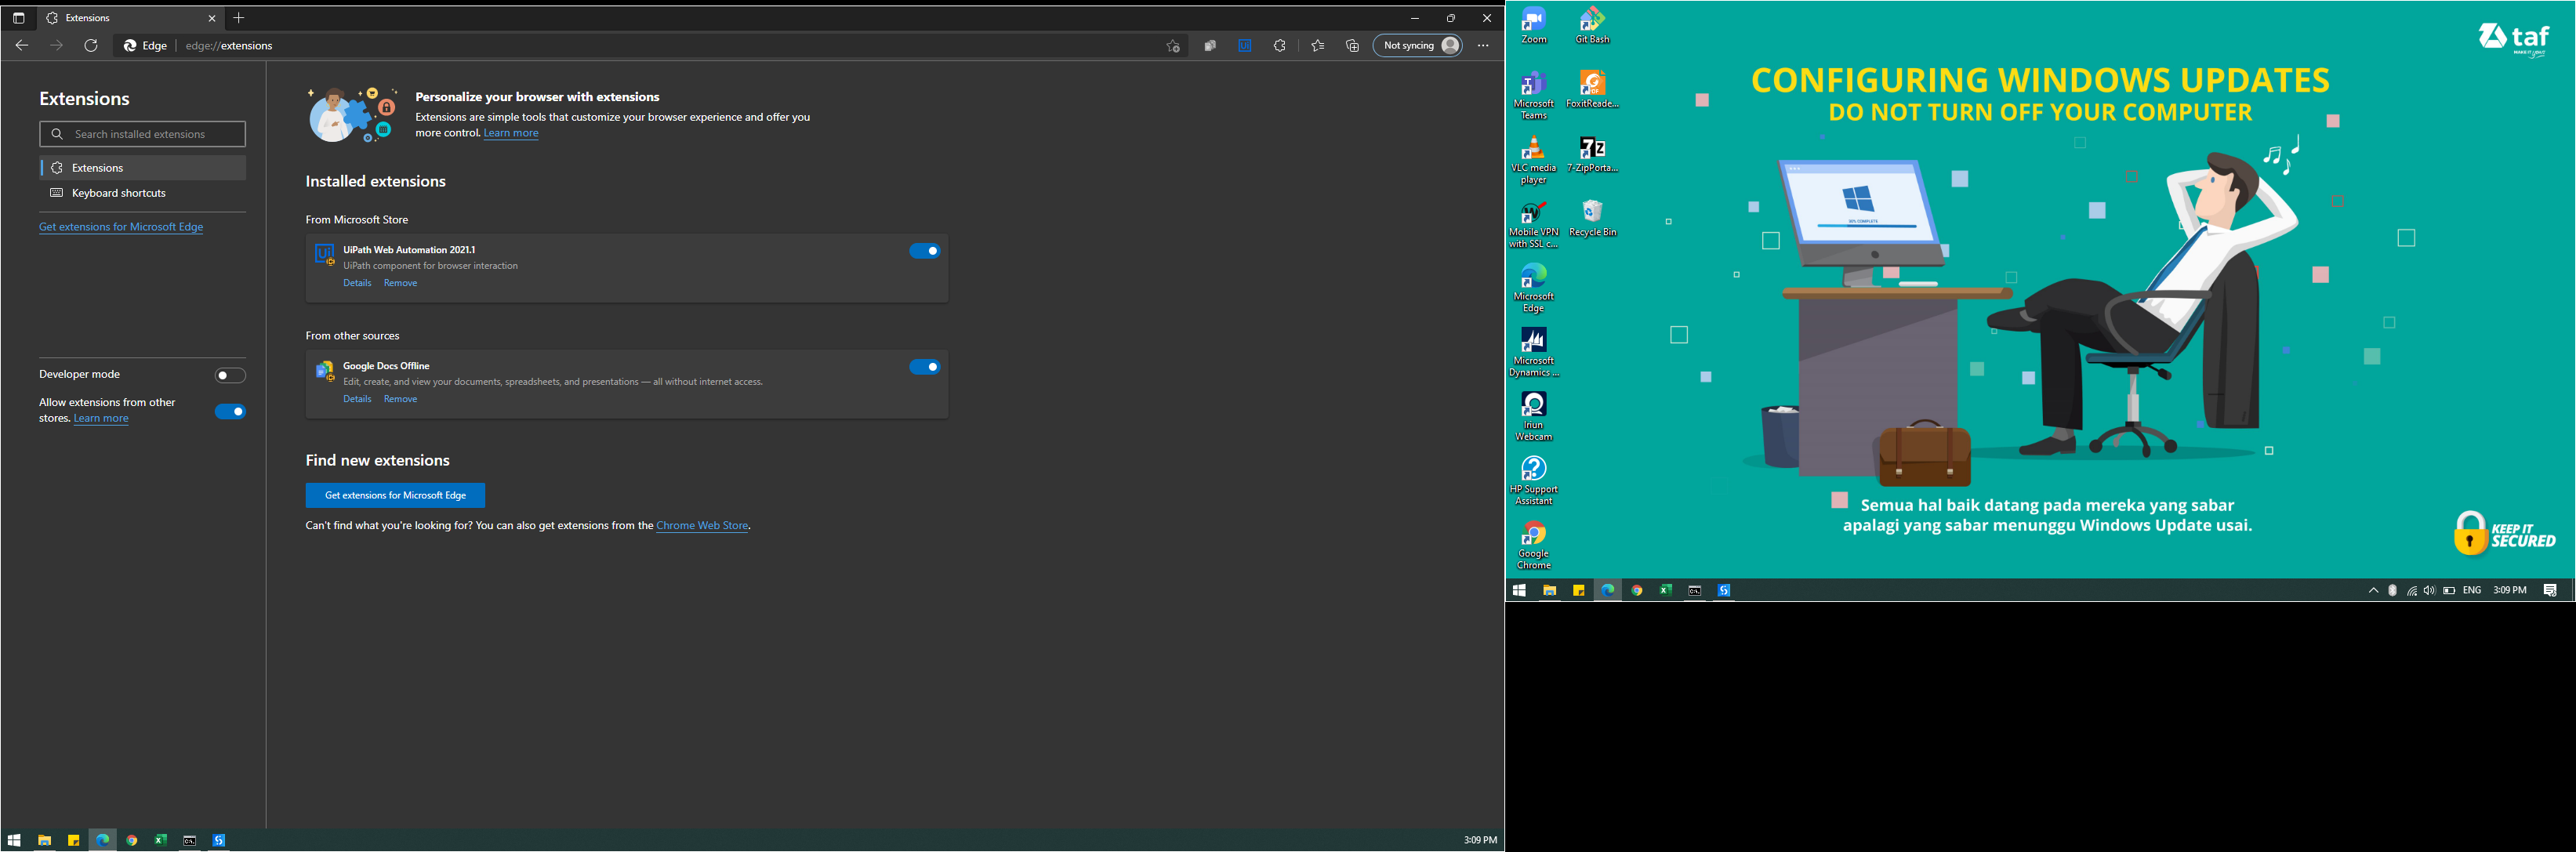 Extensions
Edge
edge://extensions
Not syncing
Extensions
Search installed extensions
Extensions
Keyboard shortcuts
Get extensions for Microsoft Edge
Developer mode
Allow extensions from other
stores. Learn more
Personalize your browser with extensions
Extensions are simple tools that customize your browser experience and offer you
more control. Learn more
Installed extensions
From Microsoft Store
UiPath Web Automation 2021.1
UiPath component for browser interaction
Details Remove
From other sources
Google Docs Offline
Edit, create, and view your documents, spreadsheets, and presentations — all without internet access.
Details Remove
Find new extensions
Get extensions for Microsoft Edge
Can't find what you're looking for? You can also get extensions from the Chrome Web Store.
3:09 PM
Zoom
Git Bash
Microsoft
Teams
FoxitReade...
VLC media
player
7-ZipPorta...
Mobile VPN
with SSL c...
Recycle Bin
Microsoft
Edge
Microsoft
Dynamics ...
Iriun
Webcam
HP Support
Assistant
Google
Chrome
taf
CONFIGURING WINDOWS UPDATES
DO NOT TURN OFF YOUR COMPUTER
Semua hal baik datang pada mereka yang sabar
apalagi yang sabar menunggu Windows Update usai.
KEEP IT
SECURED
ENG
3:09 PM